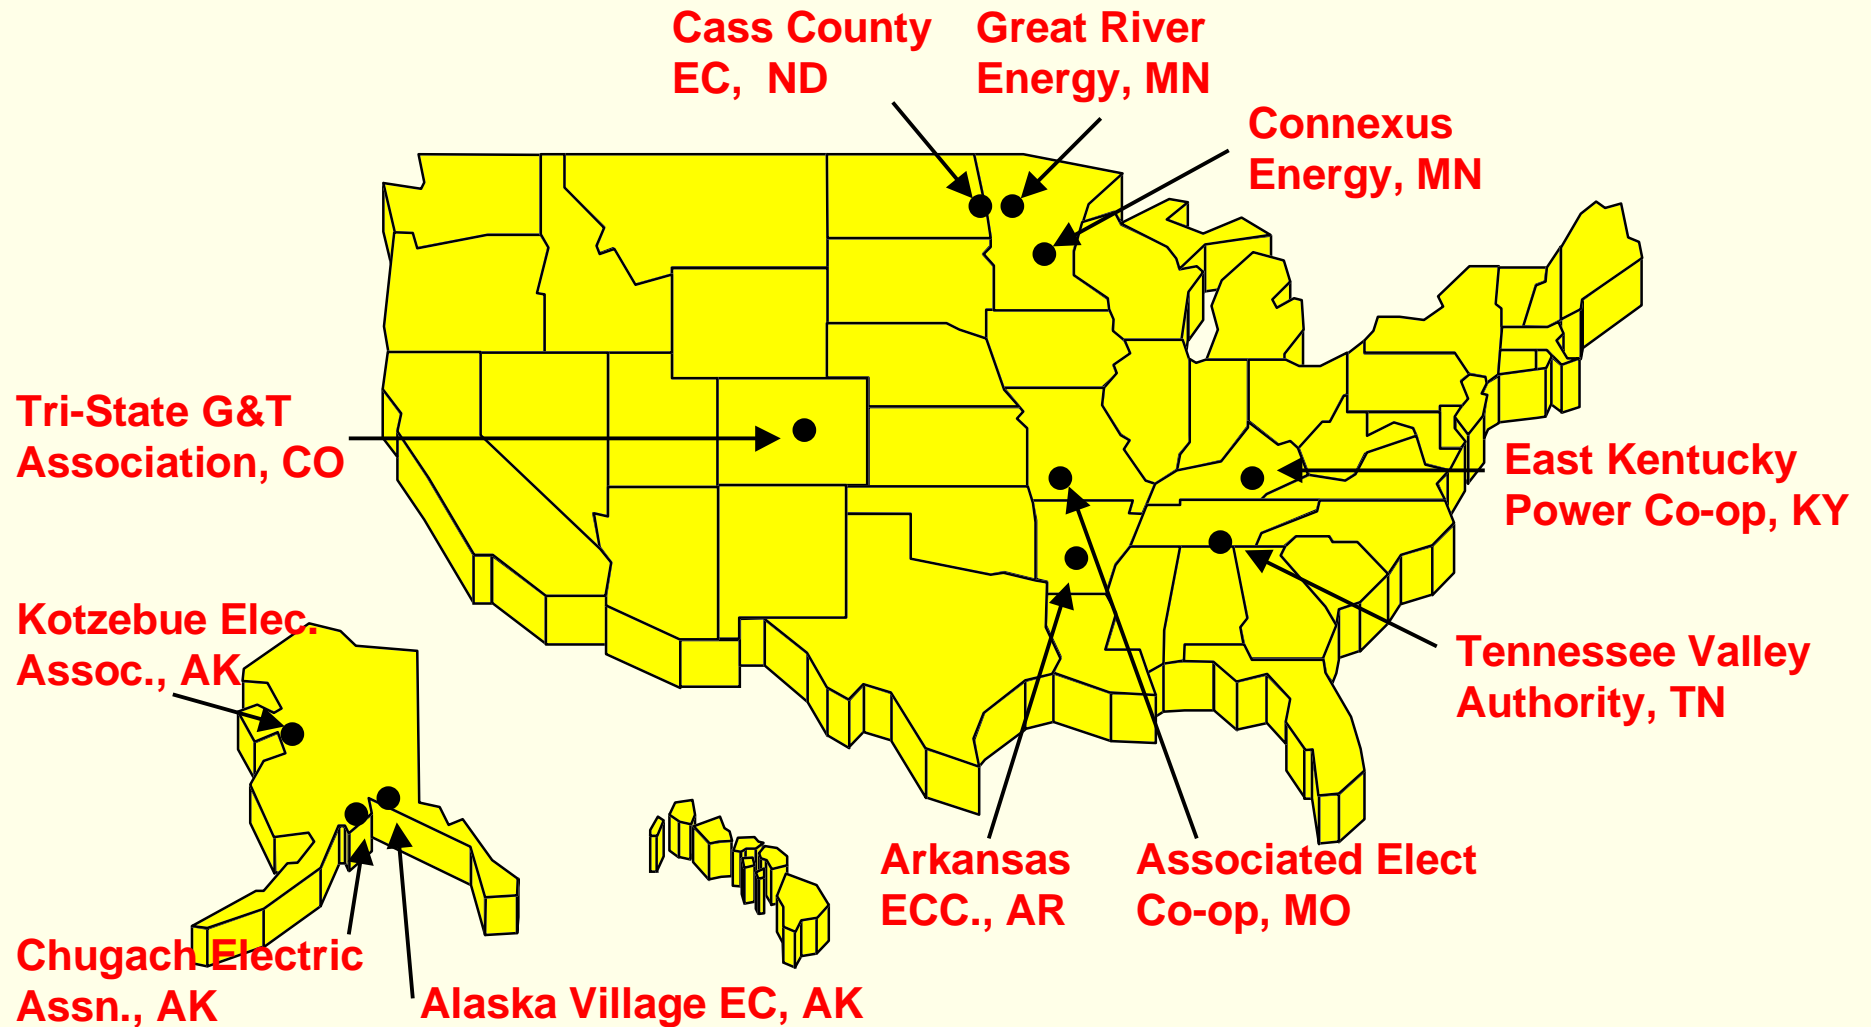 Cass County
EC, ND
Great River
Energy, MN
Connexus
Energy, MN
Tri-State G&T
Association, CO
East Kentucky
Power Co-op, KY
Kotzebue Elec.
Assoc., AK
Tennessee Valley
Authority, TN
Arkansas
ECC., AR
Associated Elect
Co-op, MO
Chugach Electric
Assn., AK
Alaska Village EC, AK